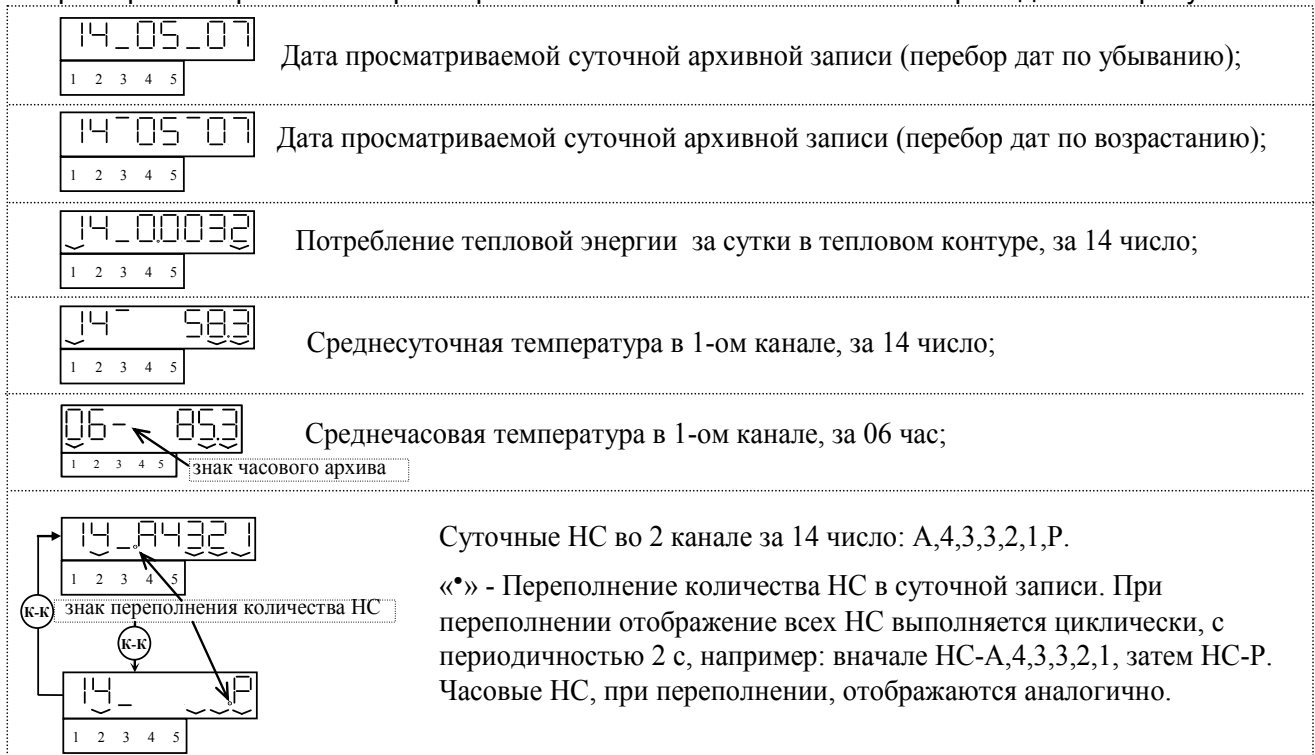 14_05_07
Дата просматриваемой суточной архивной записи (перебор дат по убыванию);
1 2 3 4 5
14¯05¯07
Дата просматриваемой суточной архивной записи (перебор дат по возрастанию);
1 2 3 4 5
14_0.0032
Потребление тепловой энергии за сутки в тепловом контуре, за 14 число;
1 2 3 4 5
14¯ 58.3
Среднесуточная температура в 1-ом канале, за 14 число;
1 2 3 4 5
06- 85.3
Среднечасовая температура в 1-ом канале, за 06 час;
1 2 3 4 5
знак часового архива
14_A4321
Суточные НС во 2 канале за 14 число: А,4,3,3,2,1,Р.
1 2 3 4 5
«•» - Переполнение количества НС в суточной записи. При
к-к
знак переполнения количества НС
переполнении отображение всех НС выполняется циклически, с
к-к
периодичностью 2 с, например: вначале НС-А,4,3,3,2,1, затем НС-Р.
14_ P
Часовые НС, при переполнении, отображаются аналогично.
1 2 3 4 5